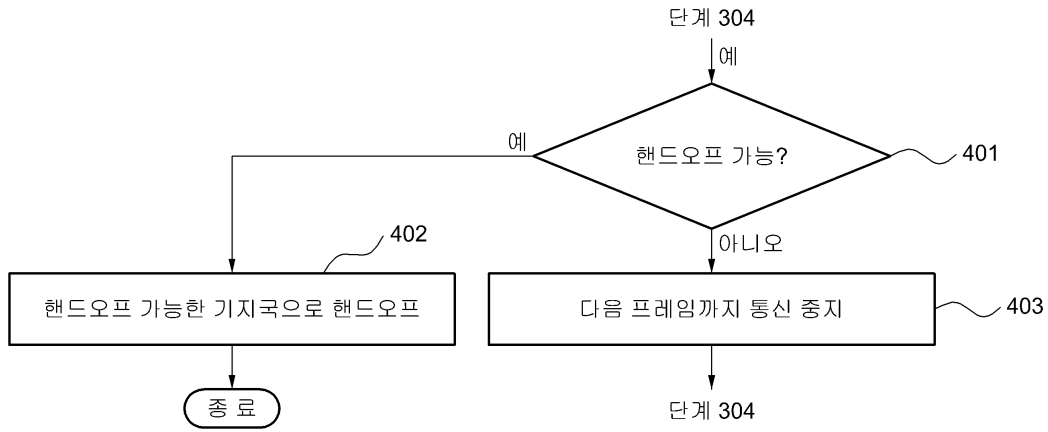 단계 304
예
핸드오프 가능?
401
예
아니오
402
핸드오프 가능한 기지국으로 핸드오프
다음 프레임까지 통신 중지
403
종 료
단계 304